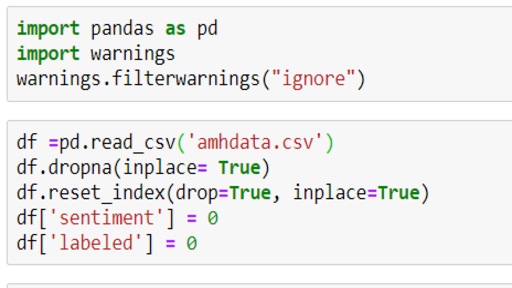 import pandas as pd
import warnings
warnings.filterwarnings("ignore")
df =pd.read_csv('amhdata.csv')
df.dropna(inplace= True)
df.reset_index(drop=True, inplace=True)
df['sentiment'] = 0
df['labeled'] = 0